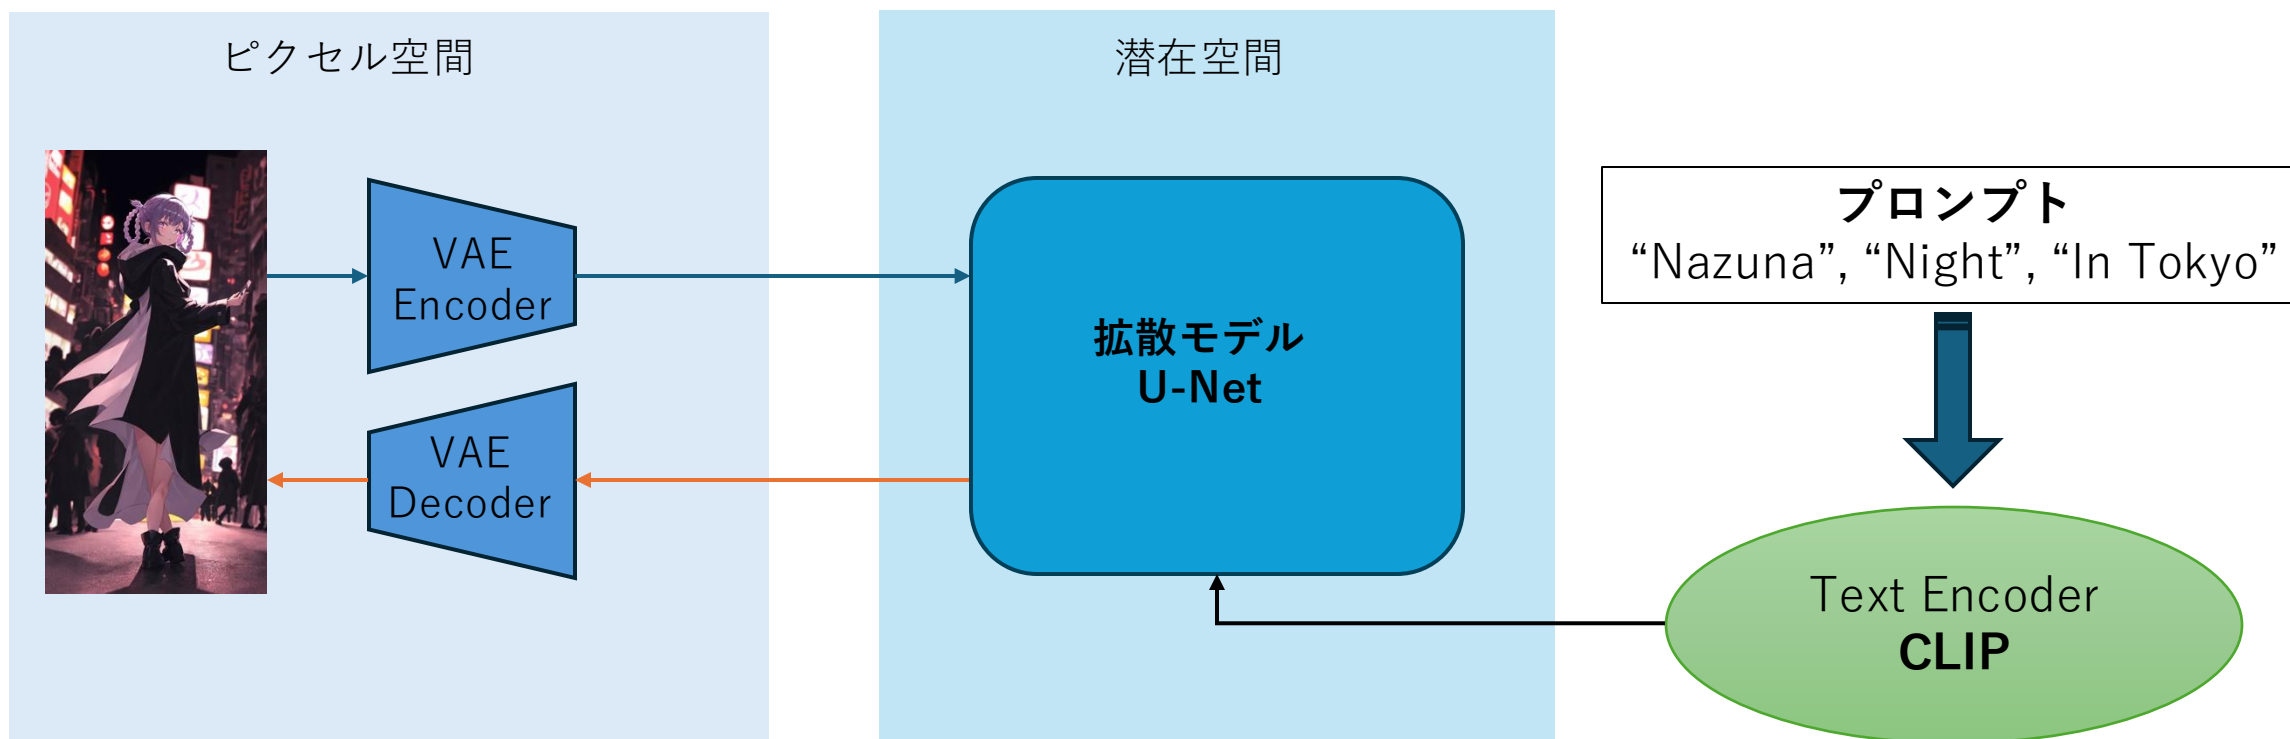 ピクセル空間
潜在空間
VAE
Encoder
VAE
Decoder
拡散モデル
U-Net
プロンプト
“Nazuna”, “Night”, “In Tokyo”
Text Encoder
CLIP